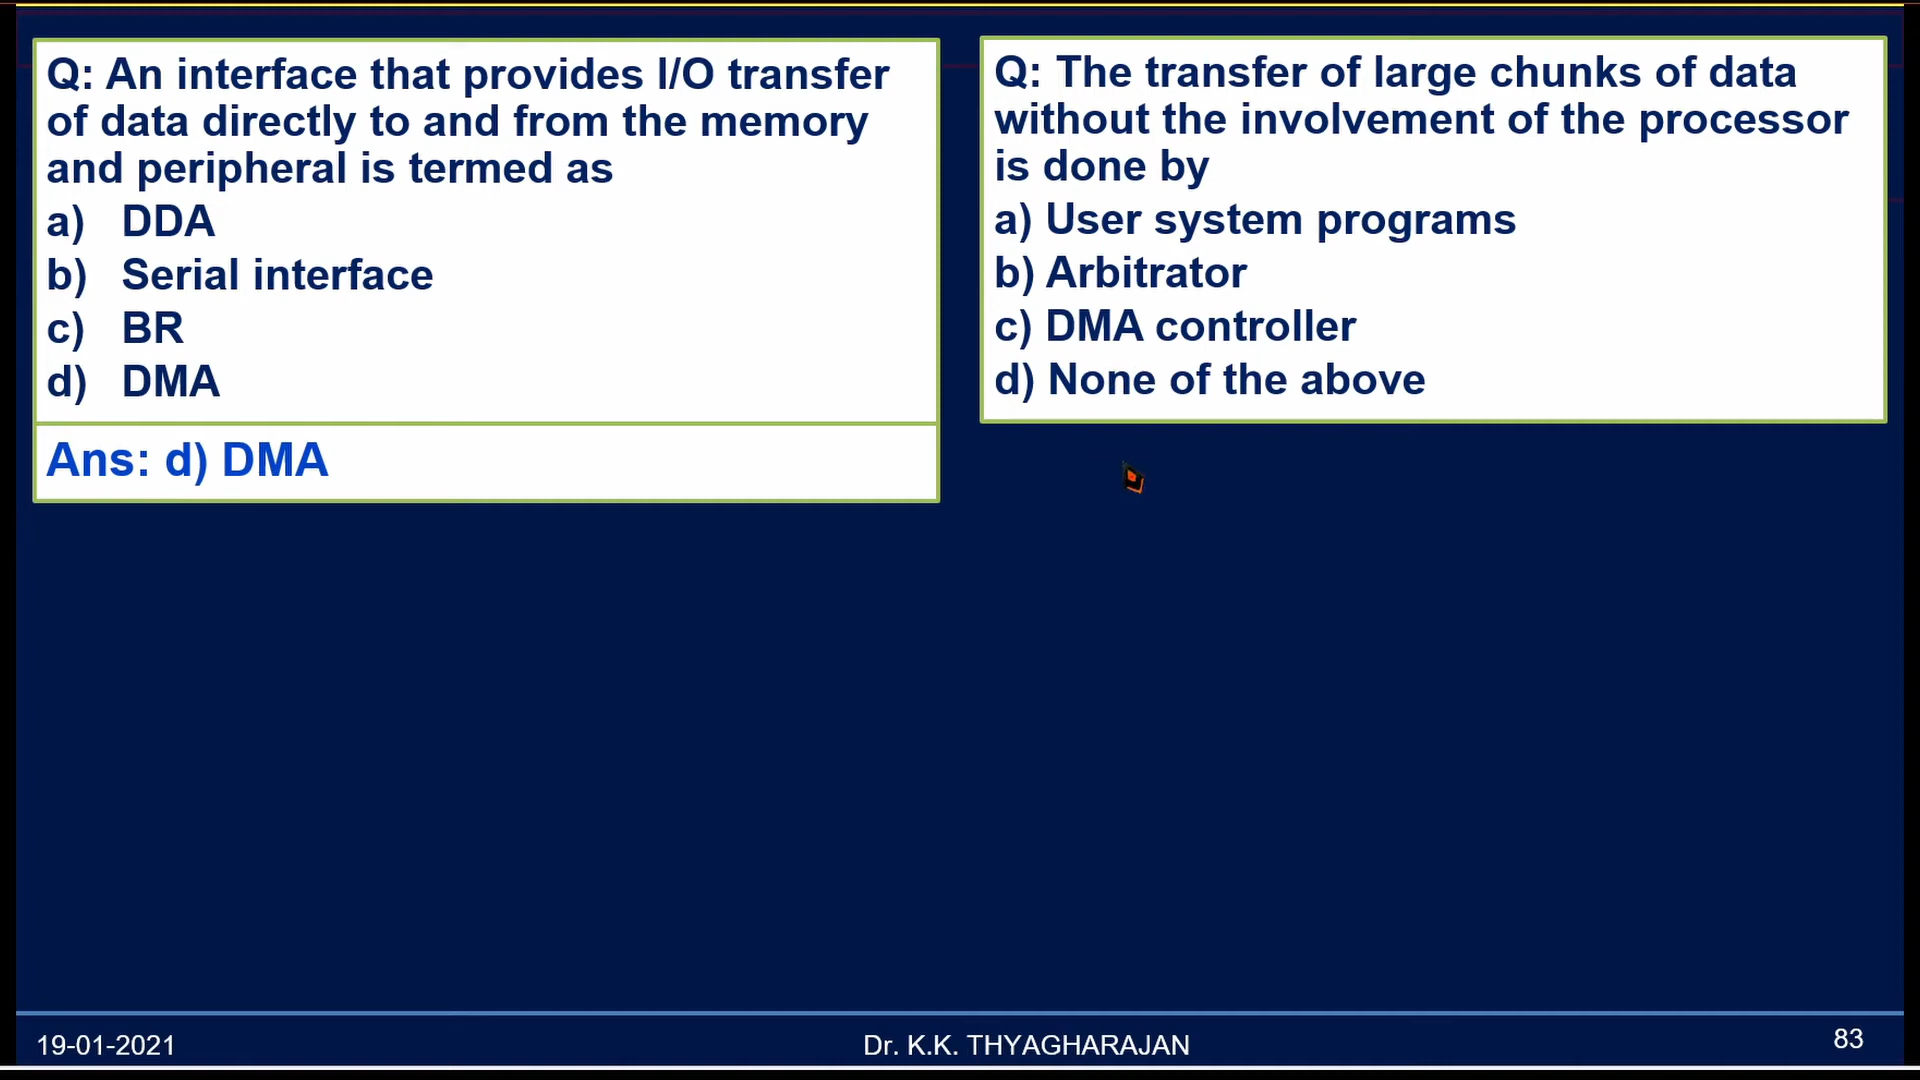 Q: An interface that provides I/O transfer
of data directly to and from the memory
and peripheral is termed as
a) DDA
b) Serial interface
c) BR
d) DMA
Ans: d) DMA
Q: The transfer of large chunks of data
without the involvement of the processor
is done by
a) User system programs
b) Arbitrator
c) DMA controller
d) None of the above
19-01-2021
Dr. K.K. THYAGHARAJAN
83